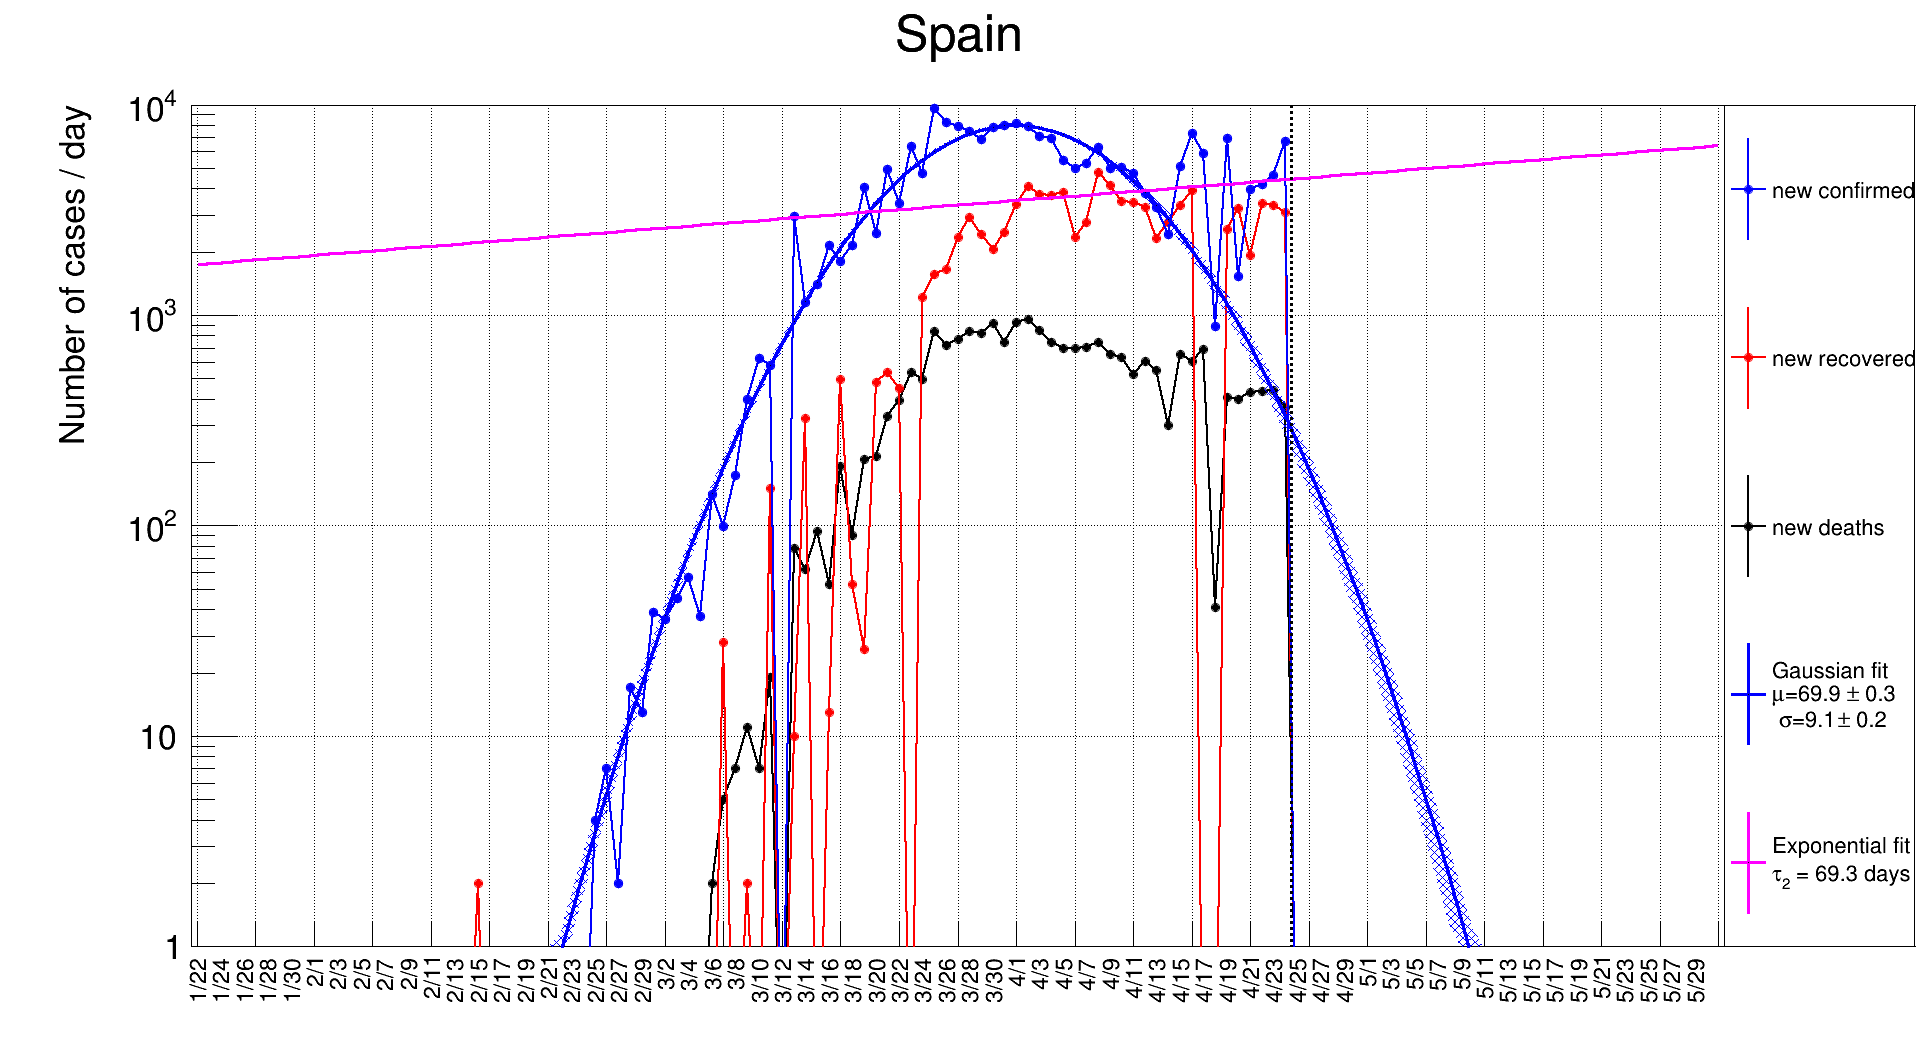 Spain
Number of cases / day
10⁴
10³
10²
10
1
1/22 1/24 1/26 1/28 1/30 2/1 2/3 2/5 2/7 2/9 2/11 2/13 2/15 2/17 2/19 2/21 2/23 2/25 2/27 2/29 3/2 3/4 3/6 3/8 3/10 3/12 3/14 3/16 3/18 3/20 3/22 3/24 3/26 3/28 3/30 4/1 4/3 4/5 4/7 4/9 4/11 4/13 4/15 4/17 4/19 4/21 4/23 4/25 4/27 4/29 5/1 5/3 5/5 5/7 5/9 5/11 5/13 5/15 5/17 5/19 5/21 5/23 5/25 5/27 5/29
new confirmed
new recovered
new deaths
Gaussian fit
μ=69.9 ± 0.3
σ=9.1 ± 0.2
Exponential fit
τ₂ = 69.3 days